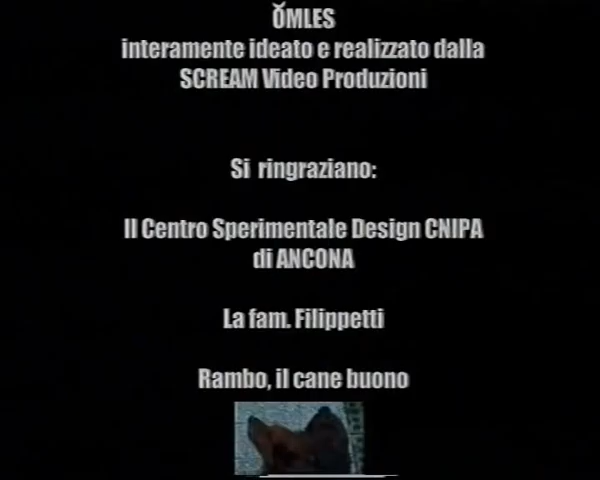 ŎMLES
interamente ideato e realizzato dalla
SCREAM Video Produzioni
Si ringraziano:
Il Centro Sperimentale Design CNIPA
di ANCONA
La fam. Filippetti
Rambo, il cane buono